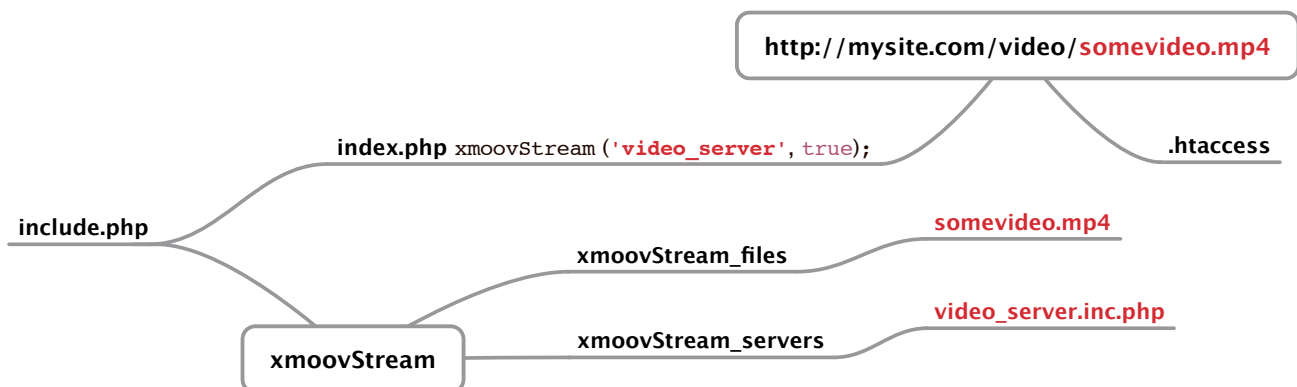 http://mysite.com/video/somevideo.mp4
index.php xmoovStream ('video_server', true);
.htaccess
include.php
somevideo.mp4
xmoovStream_files
video_server.inc.php
xmoovStream_servers
xmoovStream